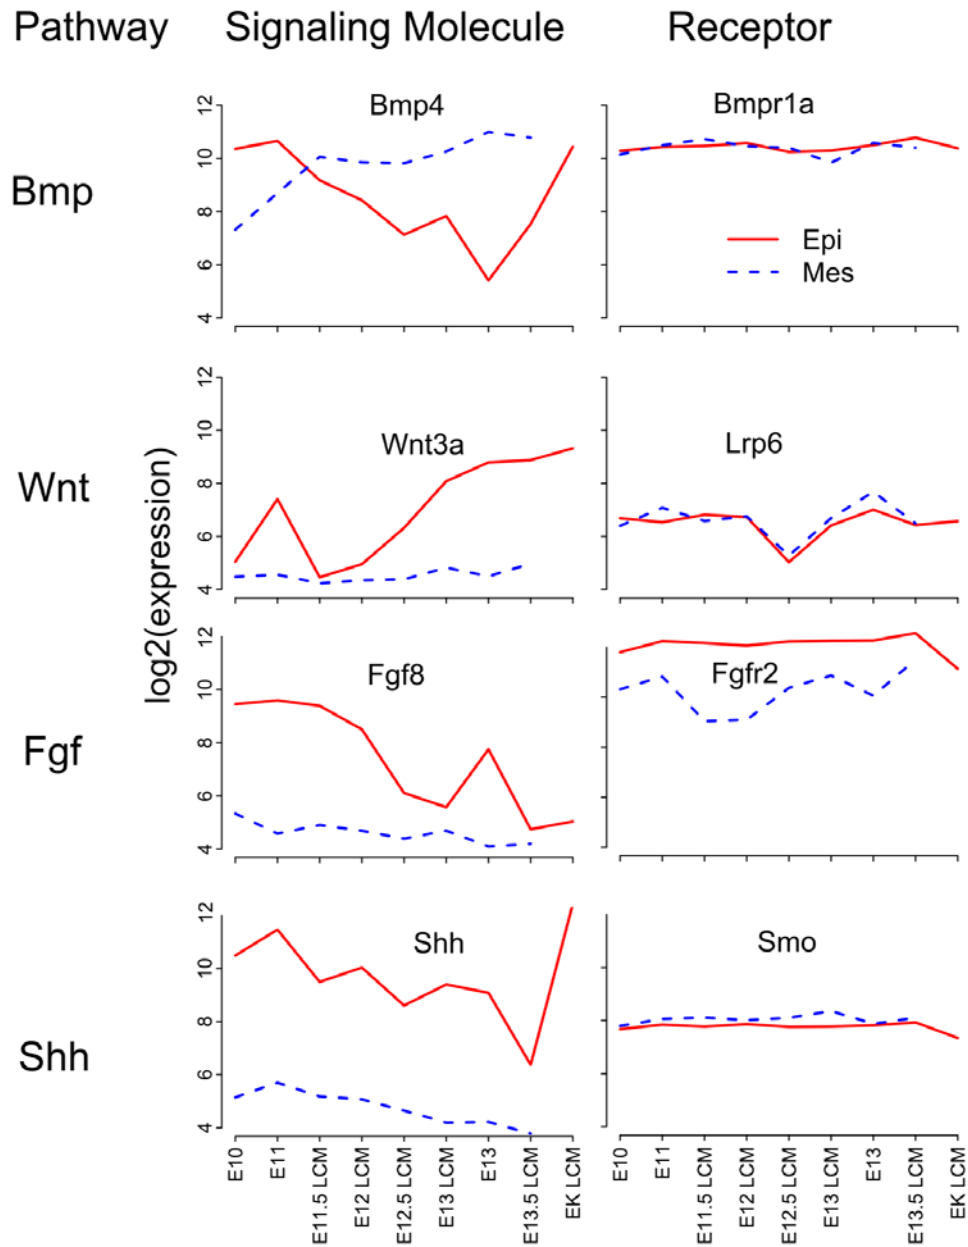 Pathway Signaling Molecule Receptor
Bmp4 Bmpr1a
12
10
8
6
4
Bmp
Epi
Mes
Wnt3a Lrp6
12
10
8
6
4
Wnt
log2(expression)
Fgf8 Fgfr2
12
10
8
6
4
Fgf
Shh Smo
12
10
8
6
4
Shh
E10 E11 E11.5 LCM E12 LCM E12.5 LCM E13 LCM E13 E13.5 LCM EK LCM
E10 E11 E11.5 LCM E12 LCM E12.5 LCM E13 LCM E13 E13.5 LCM EK LCM